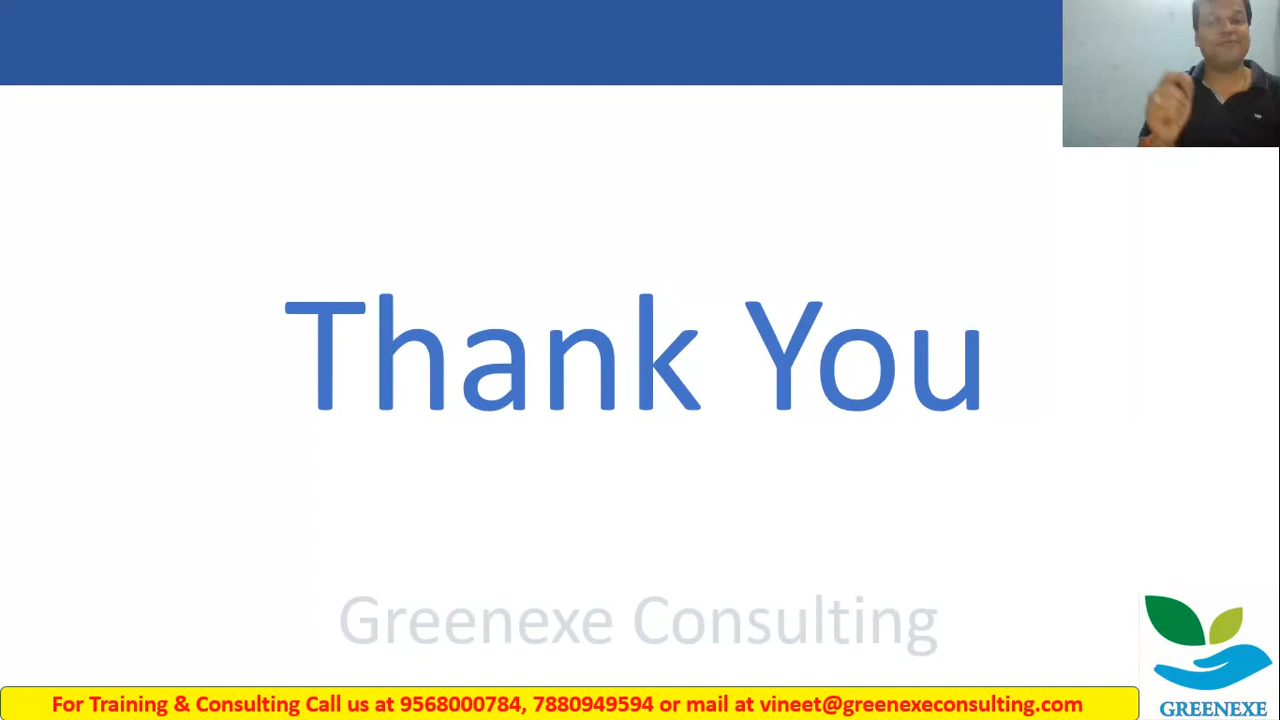 Thank You
Greenexe Consulting
For Training & Consulting Call us at 9568000784, 7880949594 or mail at vineet@greenexeconsulting.com
GREENEXE